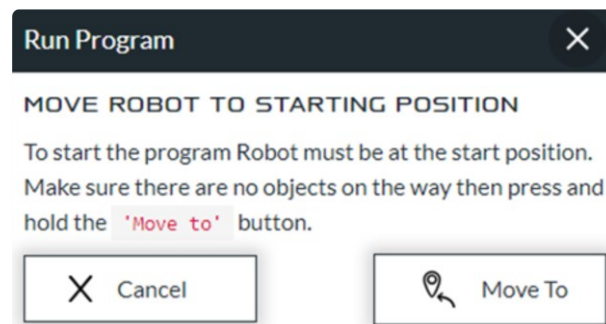 Run Program
MOVE ROBOT TO STARTING POSITION
To start the program Robot must be at the start position.
Make sure there are no objects on the way then press and
hold the 'Move to' button.
Cancel
Move To